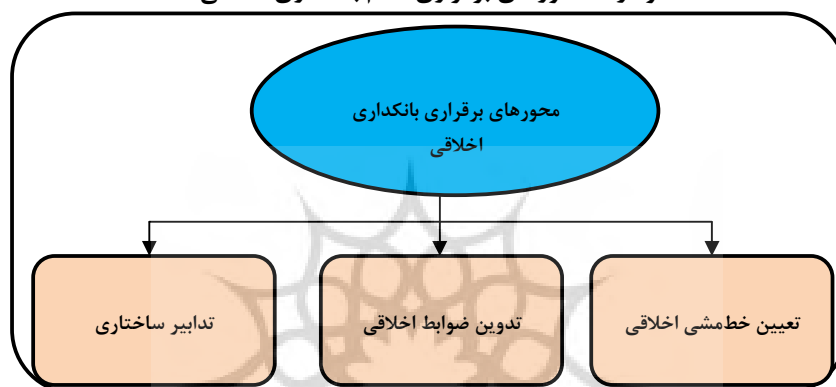 محورهای برقراری بانکداری
اخلاقی
تعیین خط‌مشی اخلاقی
تدوین ضوابط اخلاقی
تدابیر ساختاری